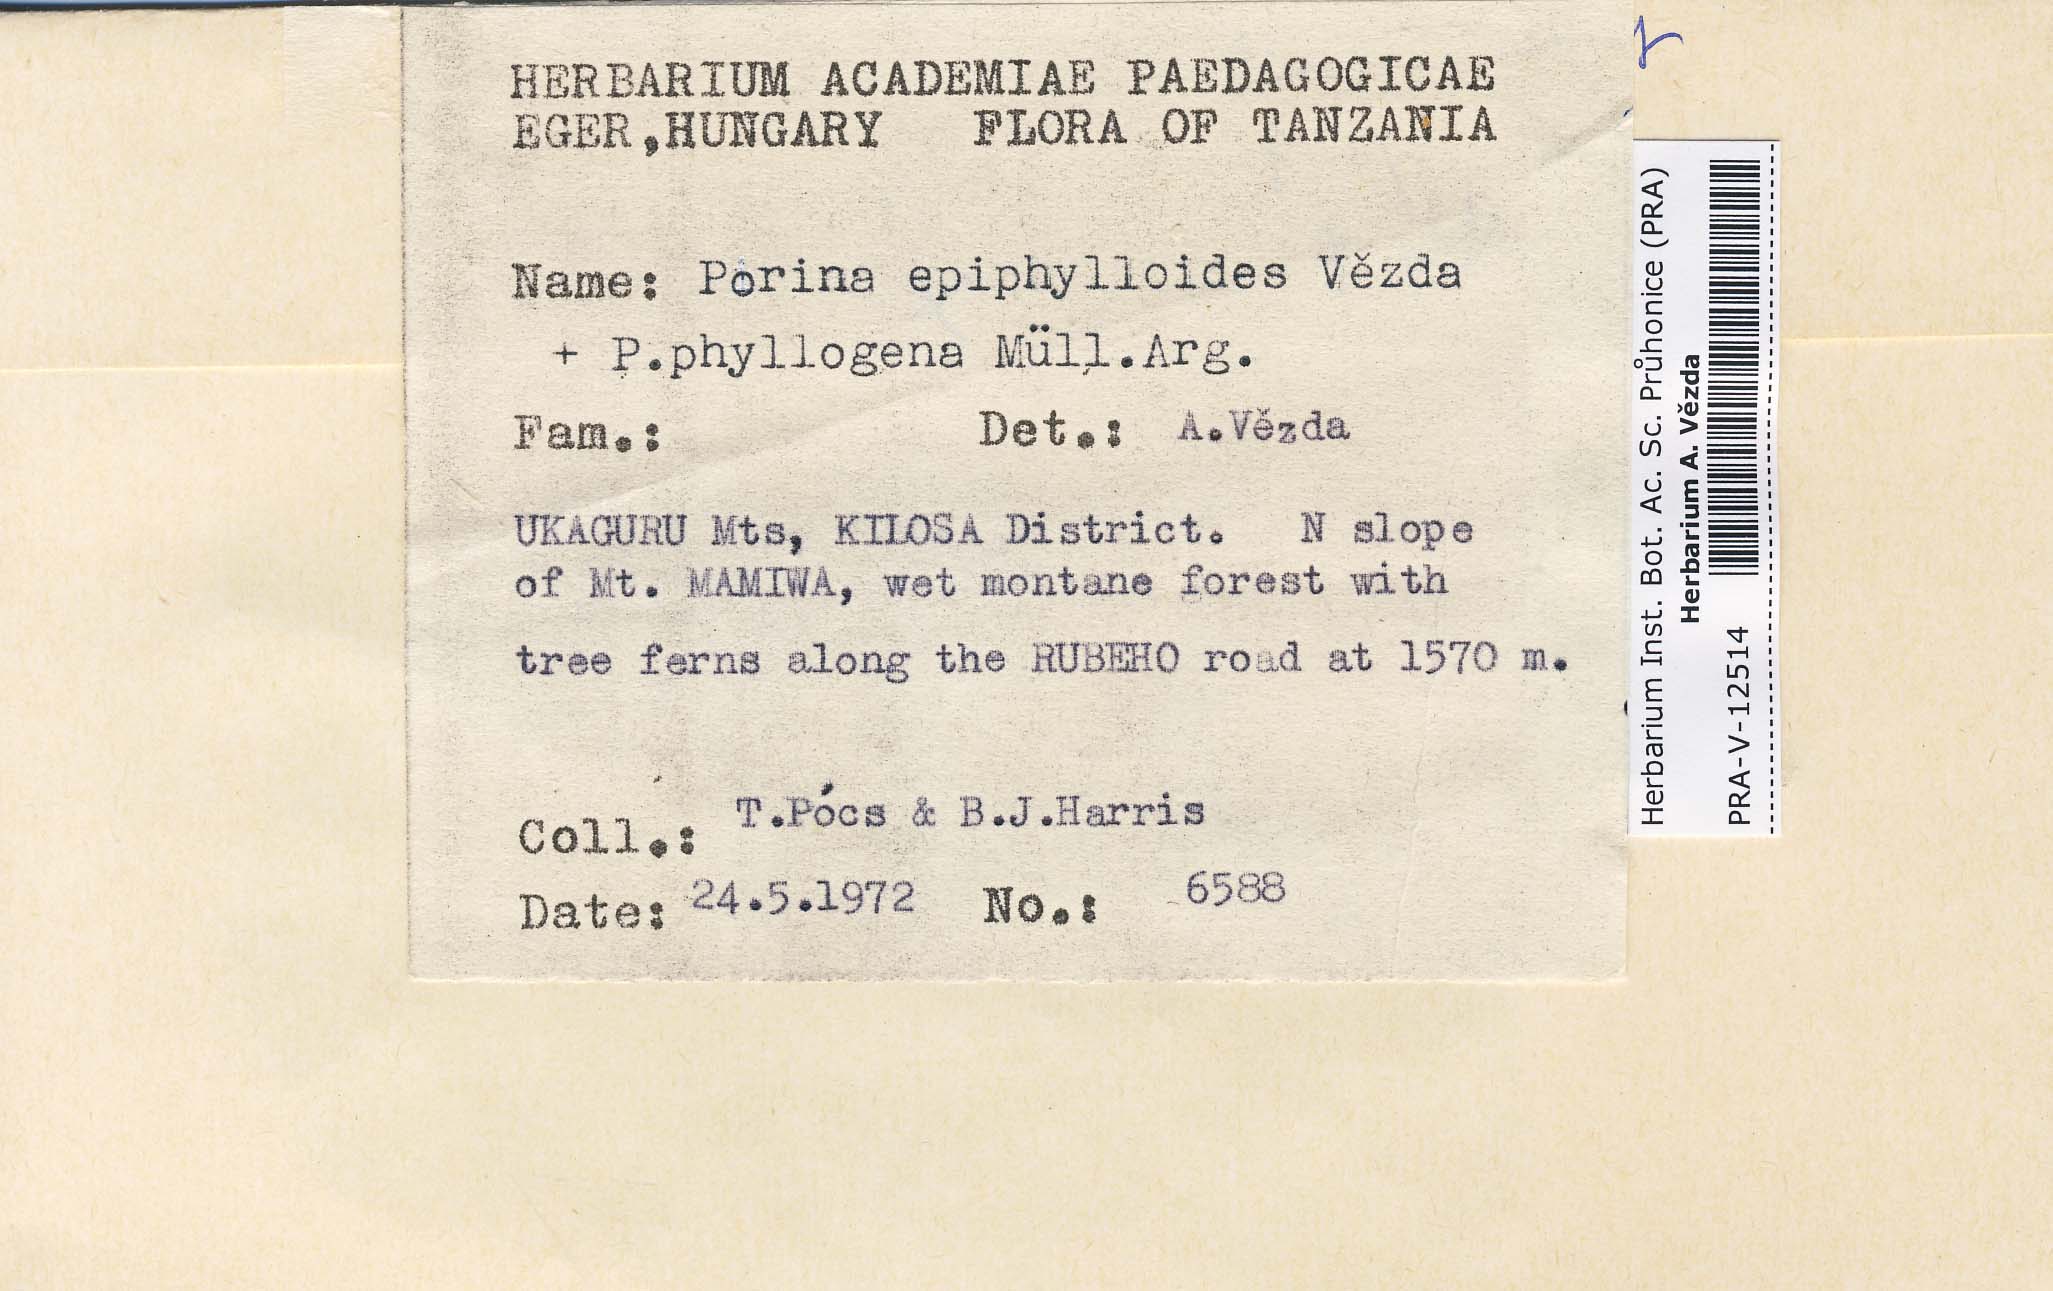 HERBARIUM ACADEMIAE PAEDAGOGICAE
EGER,HUNGARY FLORA OF TANZANIA
Name: Porina epiphylloides Vězda
+ P.phyllogena Müll.Arg.
Fam.: Det.: A.Vězda
UKAGURU Mts, KILOSA District. N slope
of Mt. MAMIWA, wet montane forest with
tree ferns along the RUBEHO road at 1570 m.
Coll.: T.Pócs & B.J.Harris
Date: 24.5.1972 No.: 6588
Herbarium Inst. Bot. Ac. Sc. Průhonice (PRA)
Herbarium A. Vězda
PRA-V-12514